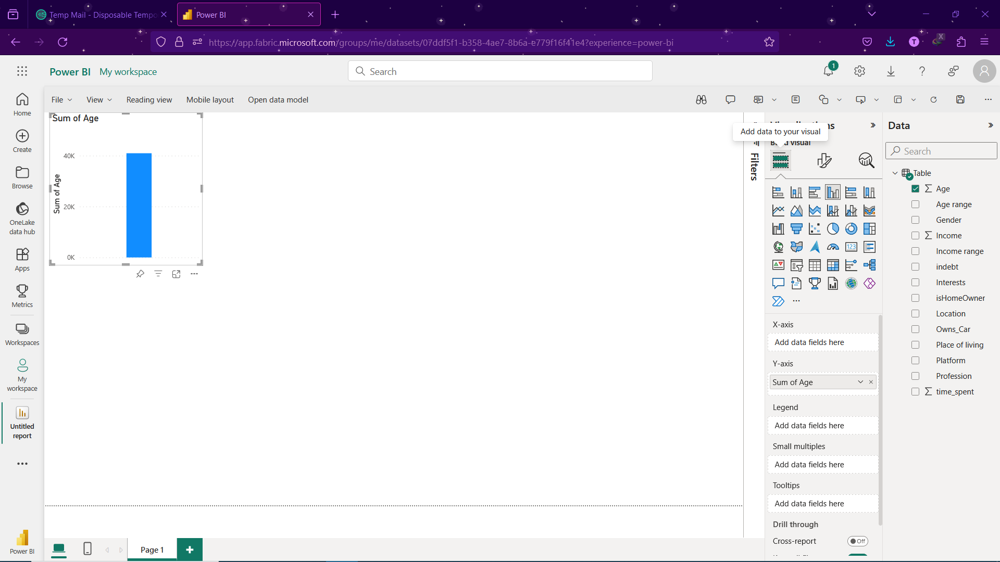 Temp Mail - Disposable Tempo
Power BI
https://app.fabric.microsoft.com/groups/me/datasets/07ddf5f1-b358-4ae7-8b6a-e779f16f41e4?experience=power-bi
T
X
Power BI
My workspace
Search
1
Home
Create
Browse
OneLake
data hub
Apps
Metrics
Workspaces
My
workspace
Untitled
report
Power BI
File
View
Reading view
Mobile layout
Open data model
Sum of Age
Sum of Age
40K
20K
0K
Page 1
Filters
Add data to your visual
123
X-axis
Add data fields here
Y-axis
Sum of Age
Legend
Add data fields here
Small multiples
Add data fields here
Tooltips
Add data fields here
Drill through
Cross-report
Off
Data
Search
Table
Age
Age range
Gender
Income
Income range
indebt
Interests
isHomeOwner
Location
Owns_Car
Place of living
Platform
Profession
time_spent